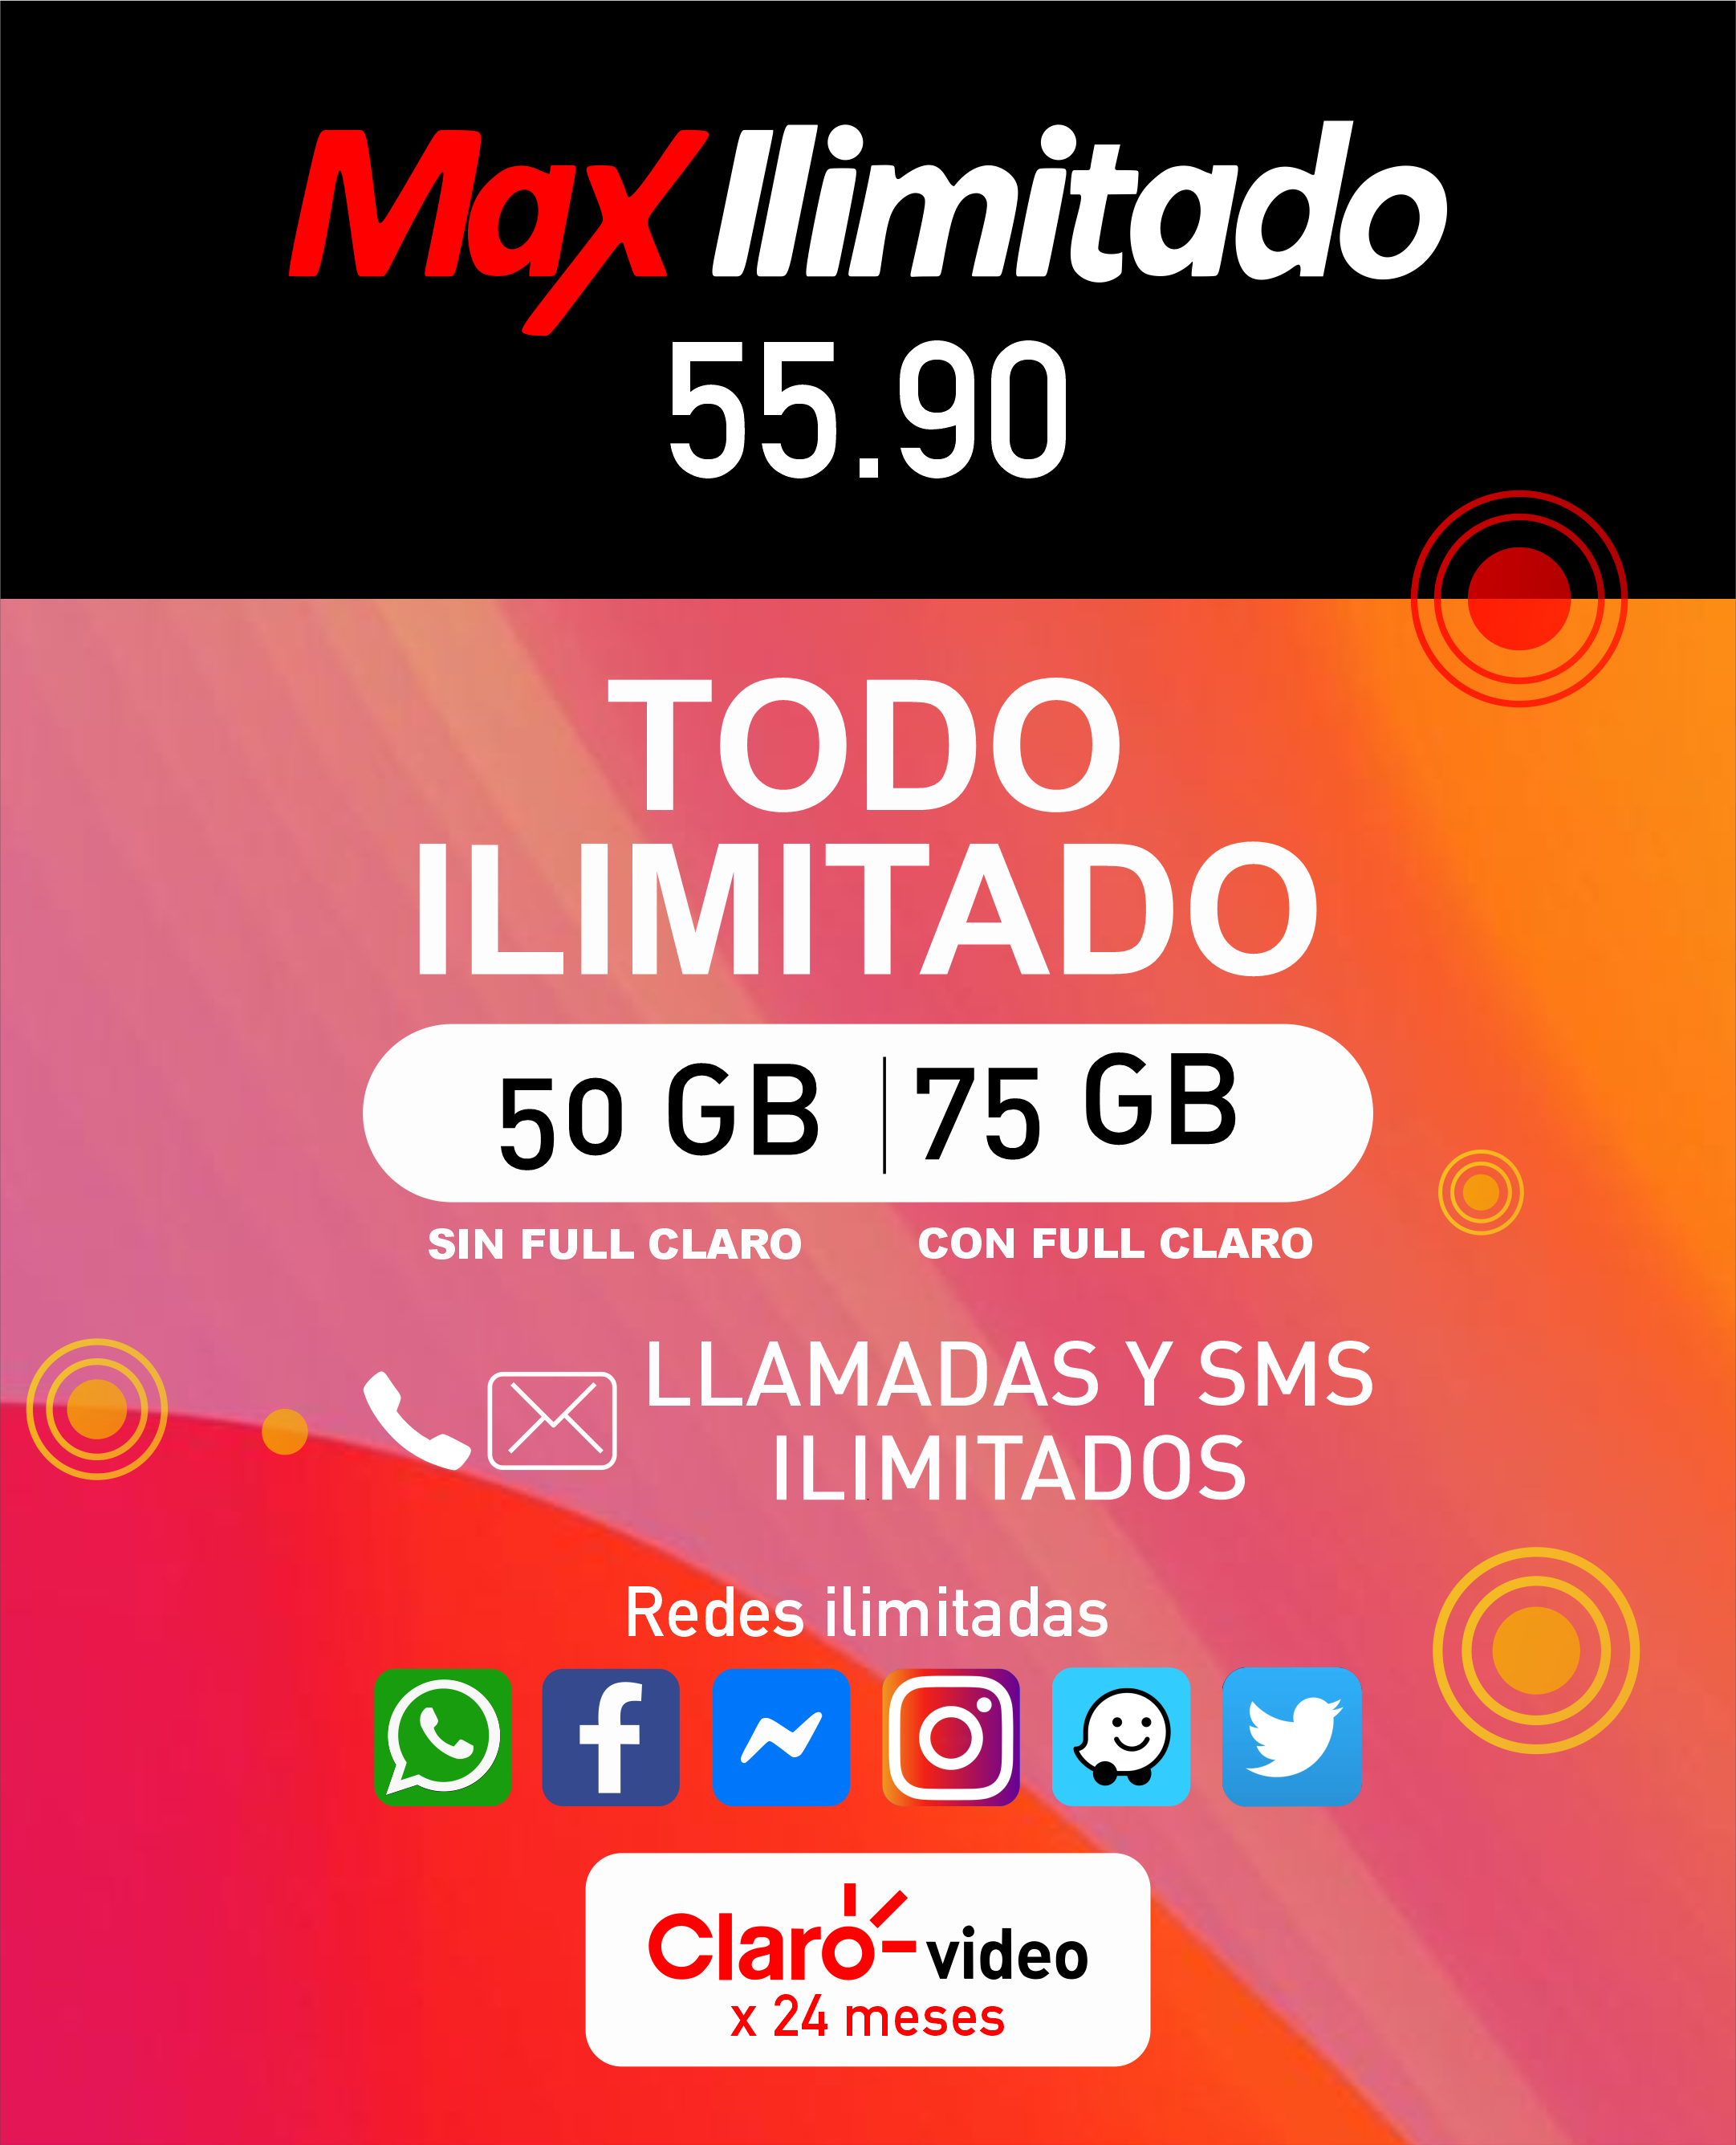 Max Ilimitado
55.90
TODO
ILIMITADO
50 GB | 75 GB
SIN FULL CLARO CON FULL CLARO
LLAMADAS Y SMS
ILIMITADOS
Redes ilimitadas
Claro video
x 24 meses